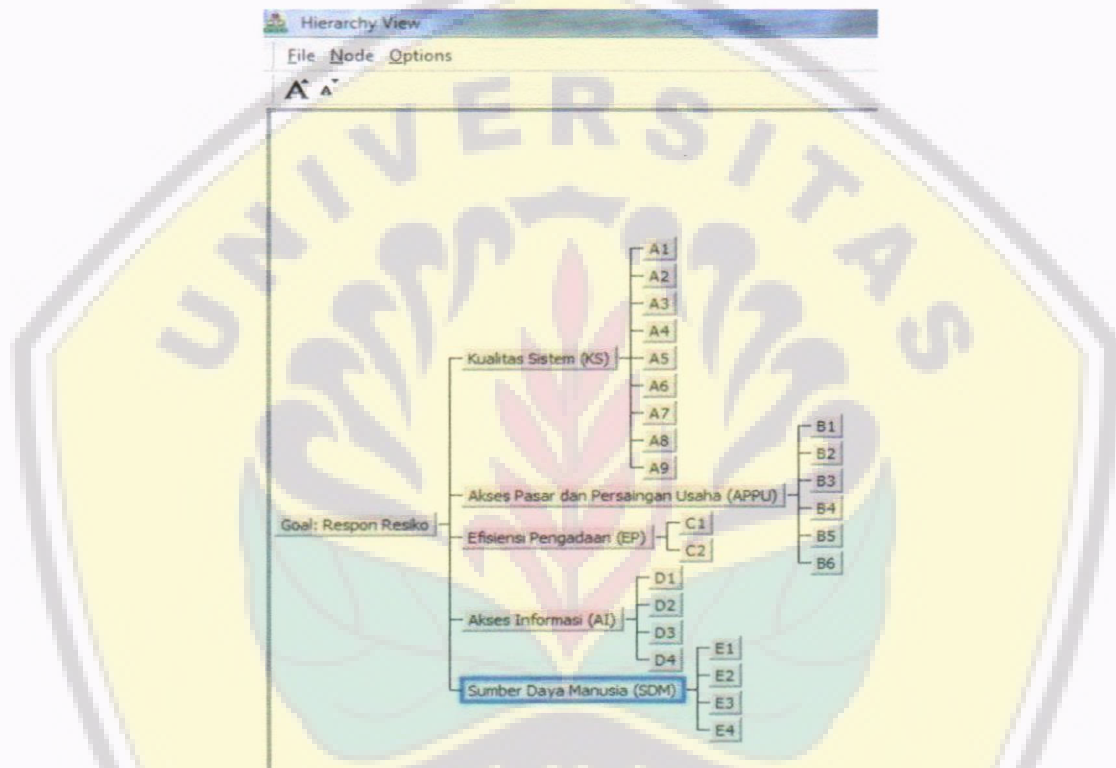 Hierarchy View
File Node Options
A A
UNIVERSITAS
A1
A2
A3
A4
Kualitas Sistem (KS)
A5
A6
A7
A8
A9
B1
B2
Akses Pasar dan Persaingan Usaha (APPU)
B3
B4
B5
B6
Goal: Respon Resiko
Efisiensi Pengadaan (EP)
C1
C2
Akses Informasi (AI)
D1
D2
D3
D4
Sumber Daya Manusia (SDM)
E1
E2
E3
E4